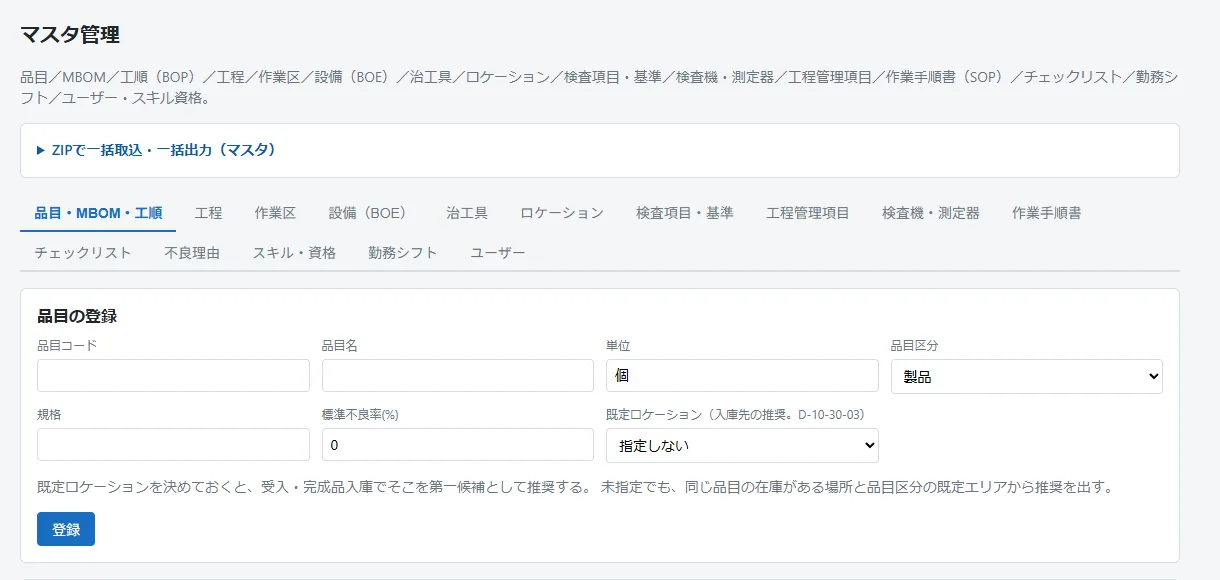 マスタ管理
品目／MBOM／工順（BOP）／工程／作業区／設備（BOE）／治工具／ロケーション／検査項目・基準／検査機・測定器／工程管理項目／作業手順書（SOP）／チェックリスト／勤務シ
フト／ユーザー・スキル資格。
▶ ZIPで一括取込・一括出力（マスタ）
品目・MBOM・工順 工程 作業区 設備（BOE） 治工具 ロケーション 検査項目・基準 工程管理項目 検査機・測定器 作業手順書
チェックリスト 不良理由 スキル・資格 勤務シフト ユーザー
品目の登録
品目コード 品目名 単位 品目区分
個 製品
規格 標準不良率(%) 既定ロケーション（入庫先の推奨。D-10-30-03）
0 指定しない
既定ロケーションを決めておくと、受入・完成品入庫でそこを第一候補として推奨する。 未指定でも、同じ品目の在庫がある場所と品目区分の既定エリアから推奨を出す。
登録